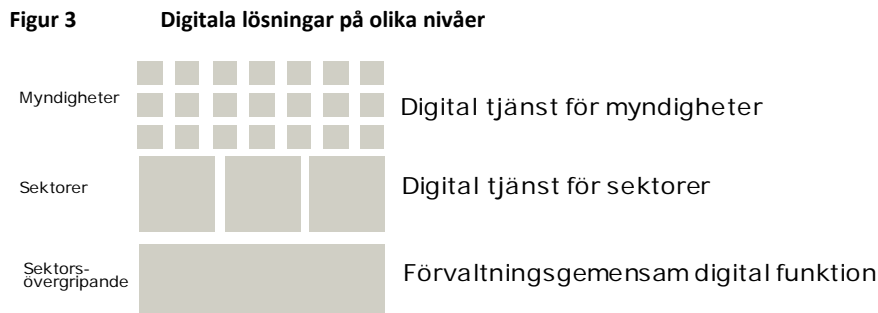 Figur 3 Digitala lösningar på olika nivåer
Myndigheter
Digital tjänst för myndigheter
Sektorer
Digital tjänst för sektorer
Sektors-
övergripande
Förvaltningsgemensam digital funktion